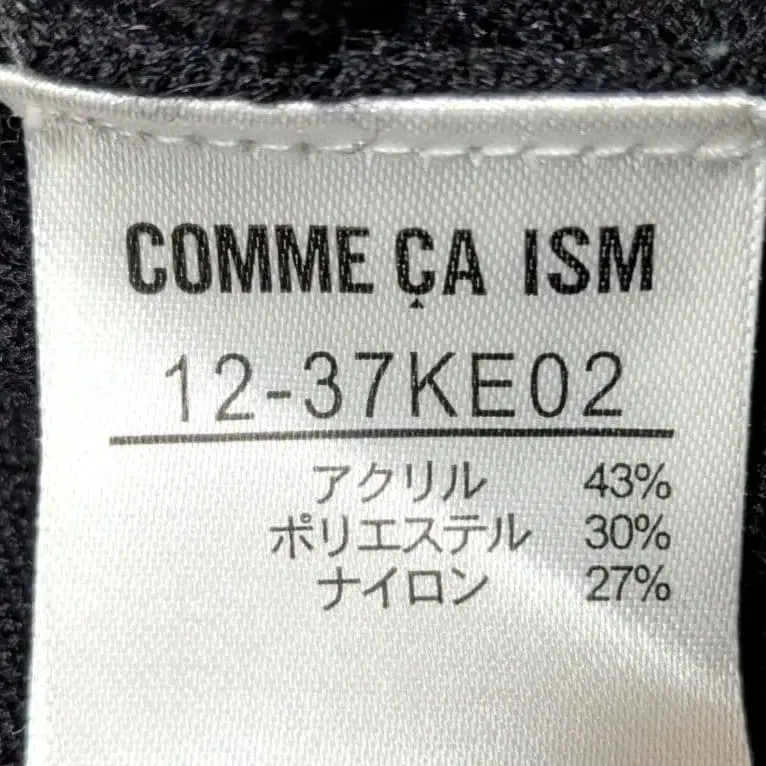 COMME ÇA ISM
12-37KE02
アクリル 43%
ポリエステル 30%
ナイロン 27%